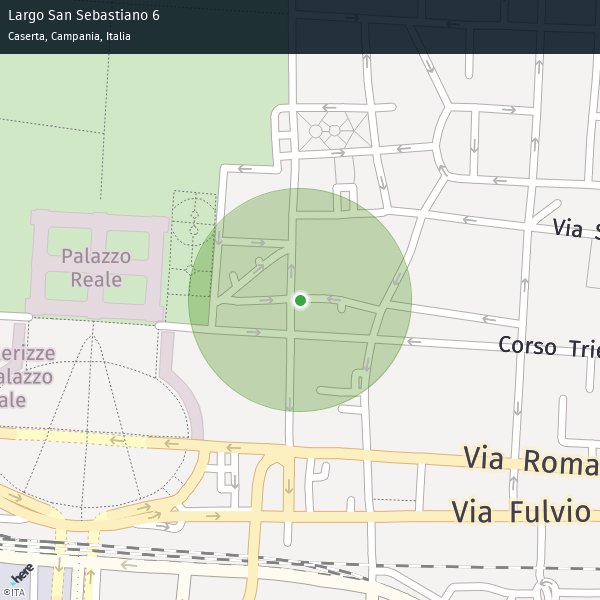 Largo San Sebastiano 6
Caserta, Campania, Italia
Via S
Palazzo
Reale
Corso Trie
erizze
alazzo
ale
Via Roma
Via Fulvio
here
©ITA